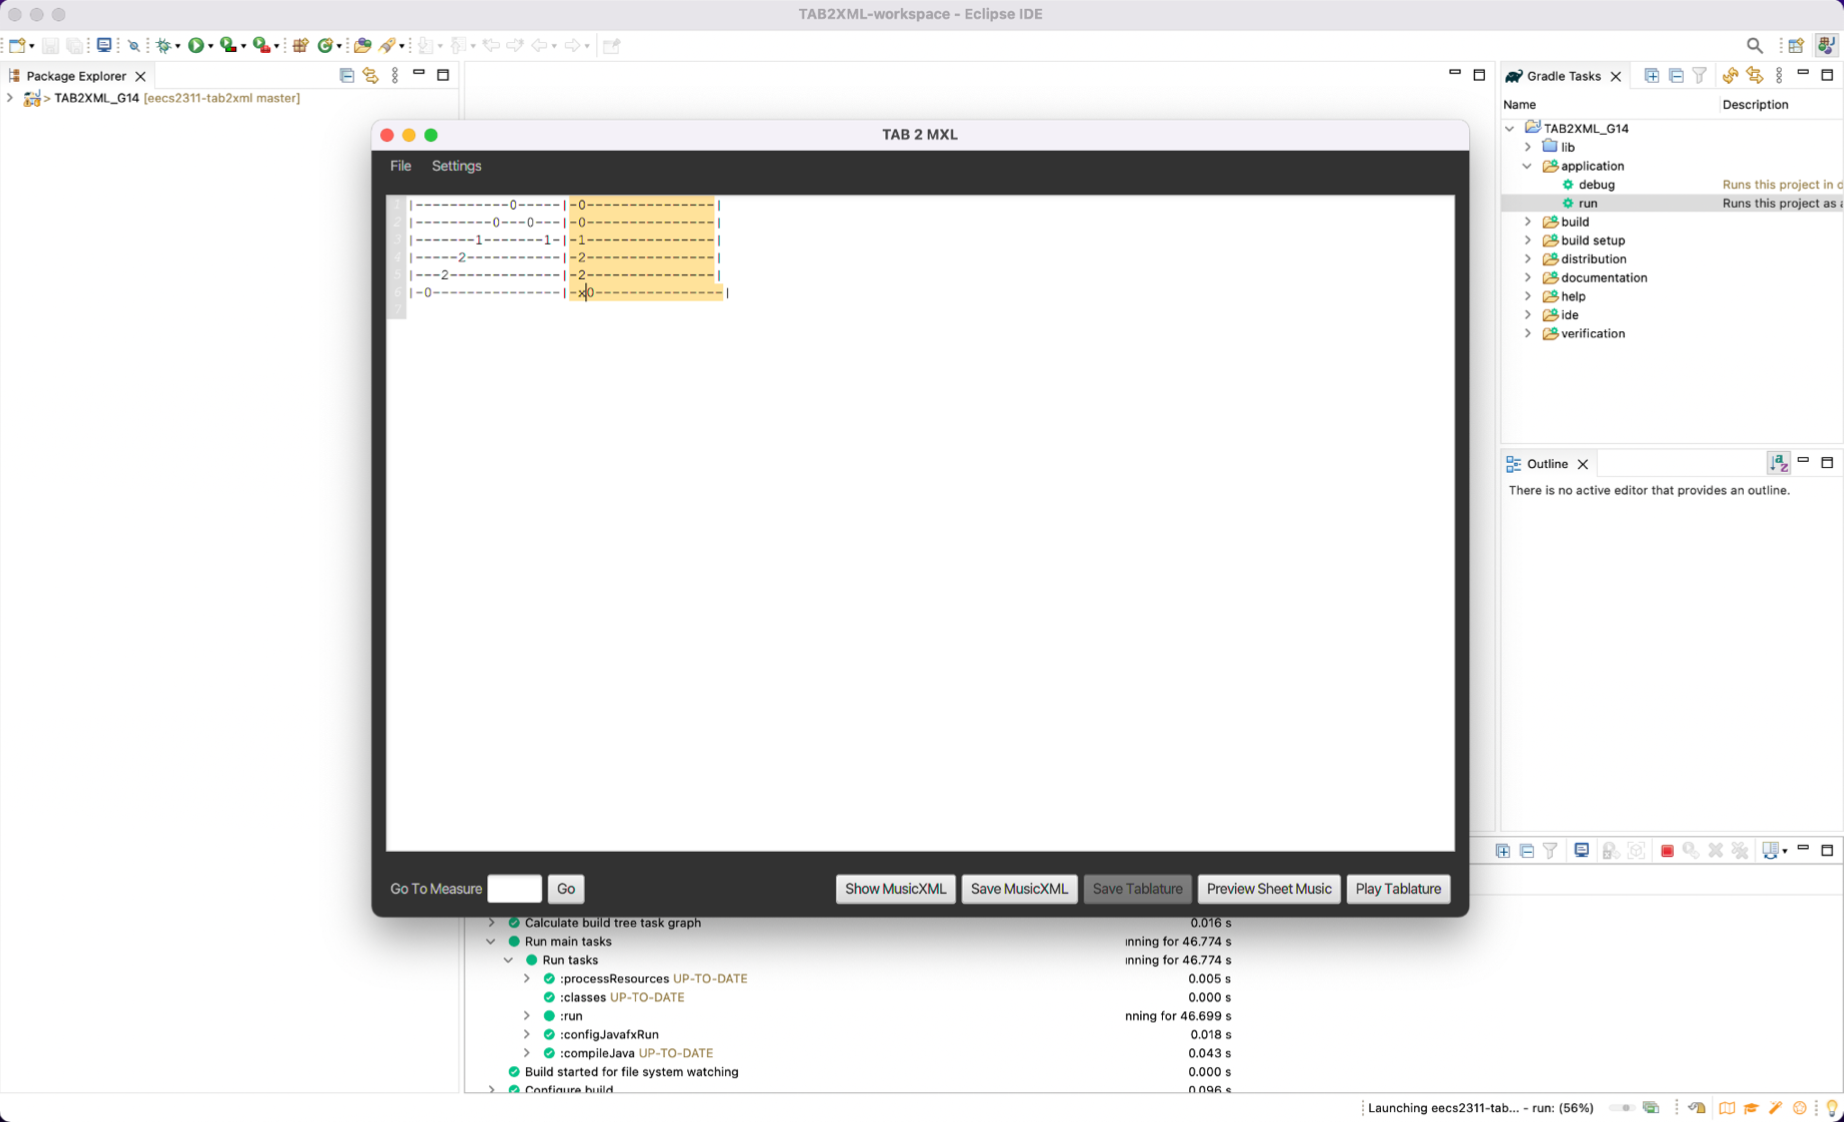 TAB2XML-workspace - Eclipse IDE
Package Explorer
> TAB2XML_G14 [eecs2311-tab2xml master]
TAB 2 MXL
File Settings
1 |-----------0-----|-0---------------|
2 |---------0---0---|-0---------------|
3 |-------1-------1-|-1---------------|
4 |-----2-----------|-2---------------|
5 |---2-------------|-2---------------|
6 |-0---------------|-x0---------------|
7
Go To Measure
Go
Show MusicXML
Save MusicXML
Save Tablature
Preview Sheet Music
Play Tablature
Gradle Tasks
Name Description
TAB2XML_G14
lib
application
debug Runs this project in d
run Runs this project as a
build
build setup
distribution
documentation
help
ide
verification
Outline
There is no active editor that provides an outline.
Calculate build tree task graph 0.016 s
Run main tasks nning for 46.774 s
Run tasks nning for 46.774 s
:processResources UP-TO-DATE 0.005 s
:classes UP-TO-DATE 0.000 s
:run nning for 46.699 s
:configJavafxRun 0.018 s
:compileJava UP-TO-DATE 0.043 s
Build started for file system watching 0.000 s
Configure build 0.096 s
Launching eecs2311-tab... - run: (56%)